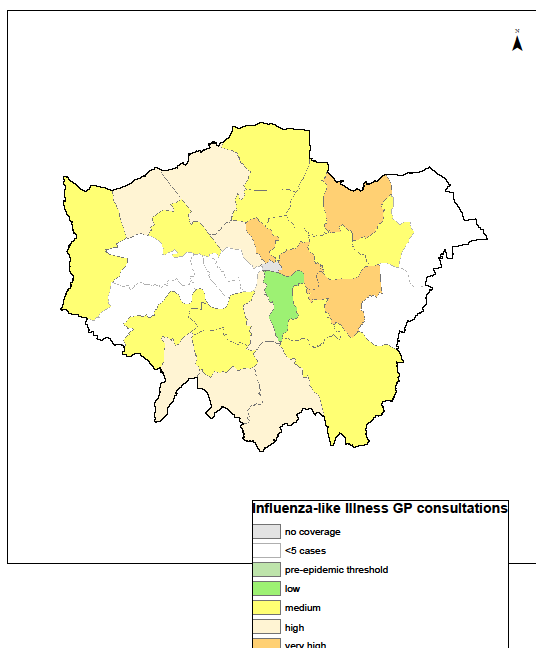 N
Influenza-like Illness GP consultations
no coverage
<5 cases
pre-epidemic threshold
low
medium
high
very high